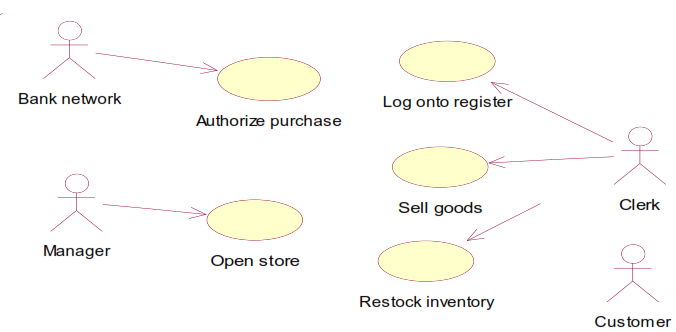 Bank network
Authorize purchase
Log onto register
Manager
Open store
Sell goods
Clerk
Restock inventory
Customer